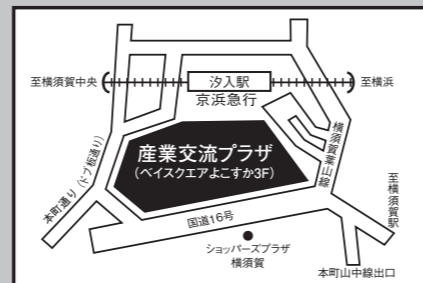 至横須賀中央
汐入駅
至横浜
京浜急行
産業交流プラザ
(ベイスクエアよこすか3F)
横須賀葉山線
本町通り(ドブ板通り)
国道16号
至横須賀駅
ショッパーズプラザ
横須賀
本町山中線出口